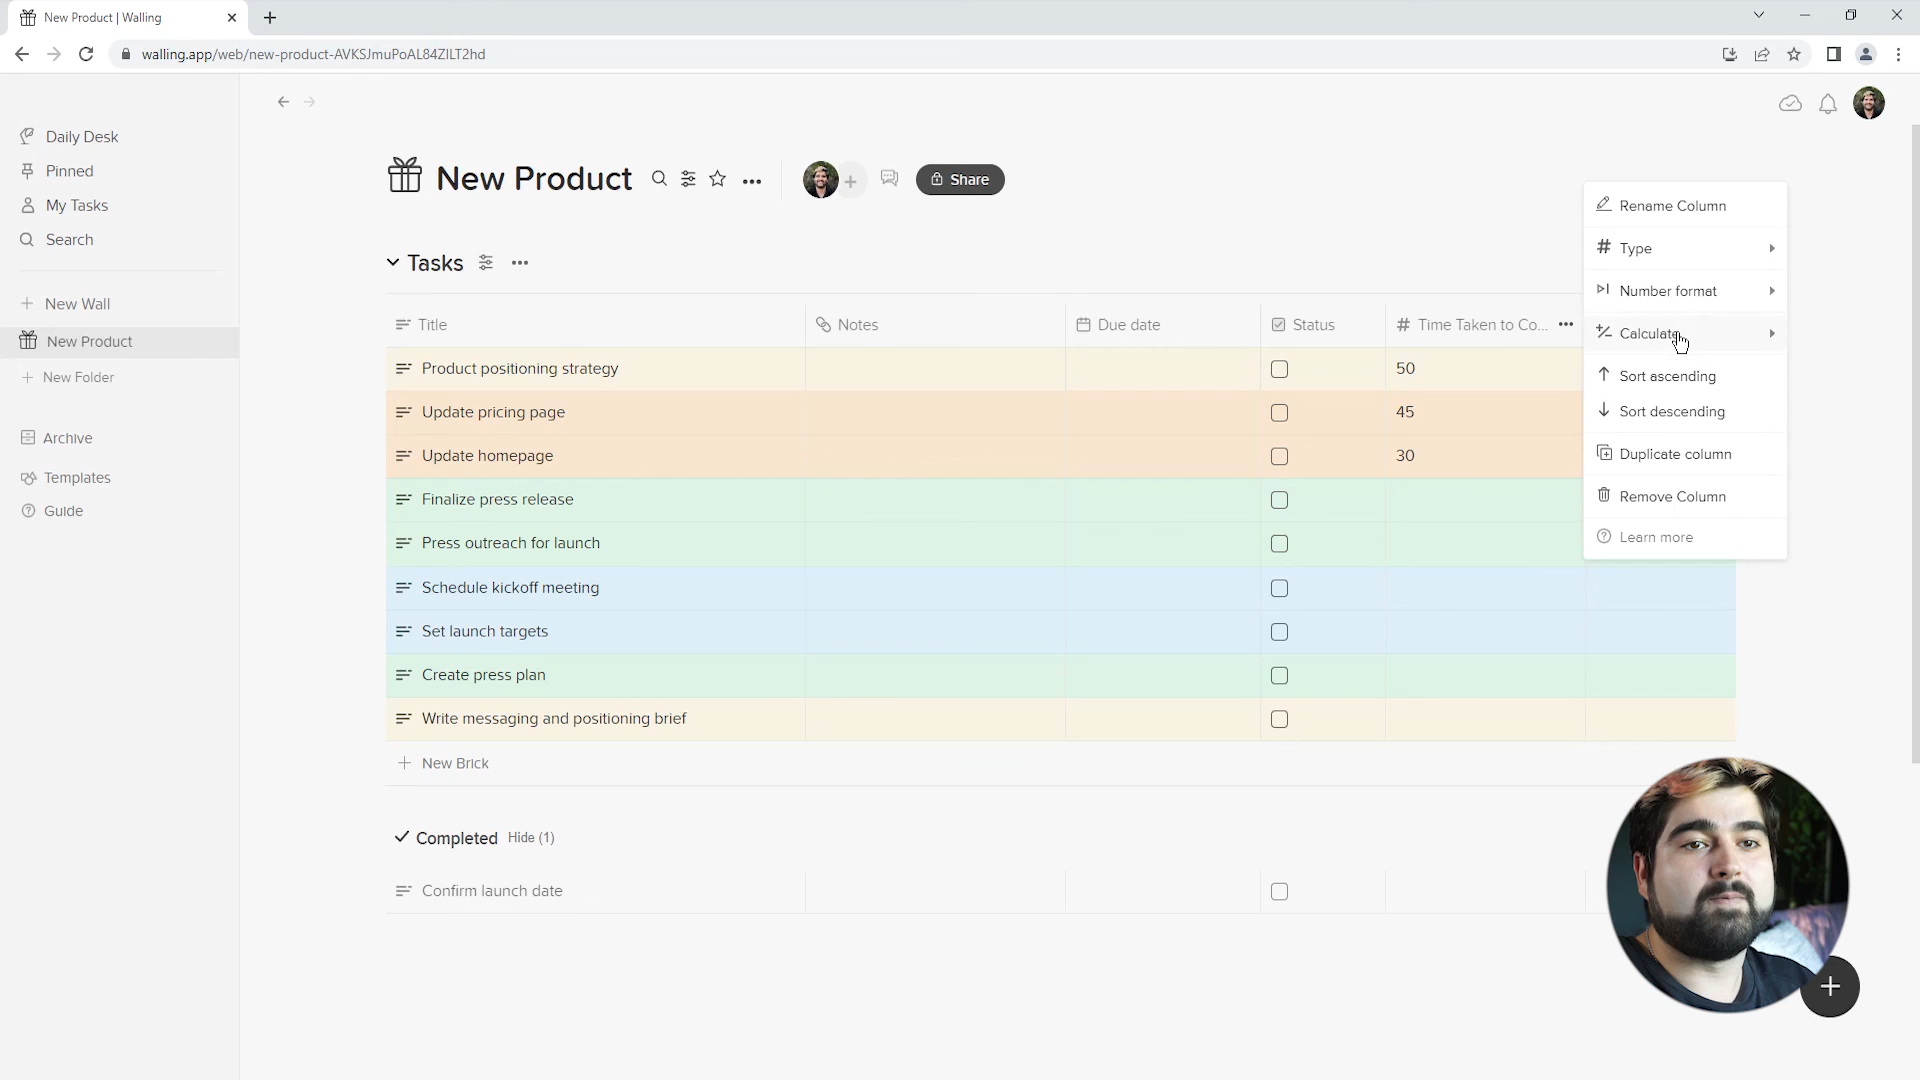 New Product | Walling
walling.app/web/new-product-AVKSJmuPoAL84ZILT2hd
Daily Desk
Pinned
My Tasks
Search
New Wall
New Product
New Folder
Archive
Templates
Guide
New Product
Share
Tasks
Title
Notes
Due date
Status
Time Taken to Co...
Product positioning strategy
50
Update pricing page
45
Update homepage
30
Finalize press release
Press outreach for launch
Schedule kickoff meeting
Set launch targets
Create press plan
Write messaging and positioning brief
New Brick
Completed Hide (1)
Confirm launch date
Rename Column
Type
Number format
Calculate
Sort ascending
Sort descending
Duplicate column
Remove Column
Learn more